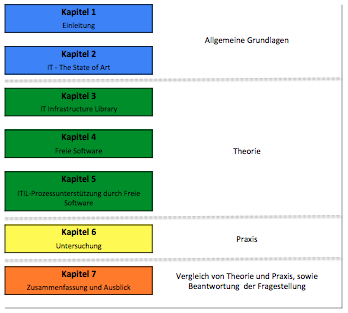 Kapitel 1
Einleitung
Allgemeine Grundlagen
Kapitel 2
IT - The State of Art
Kapitel 3
IT Infrastructure Library
Kapitel 4
Freie Software
Theorie
Kapitel 5
ITIL-Prozessunterstützung durch Freie
Software
Kapitel 6
Untersuchung
Praxis
Kapitel 7
Zusammenfassung und Ausblick
Vergleich von Theorie und Praxis, sowie
Beantwortung der Fragestellung